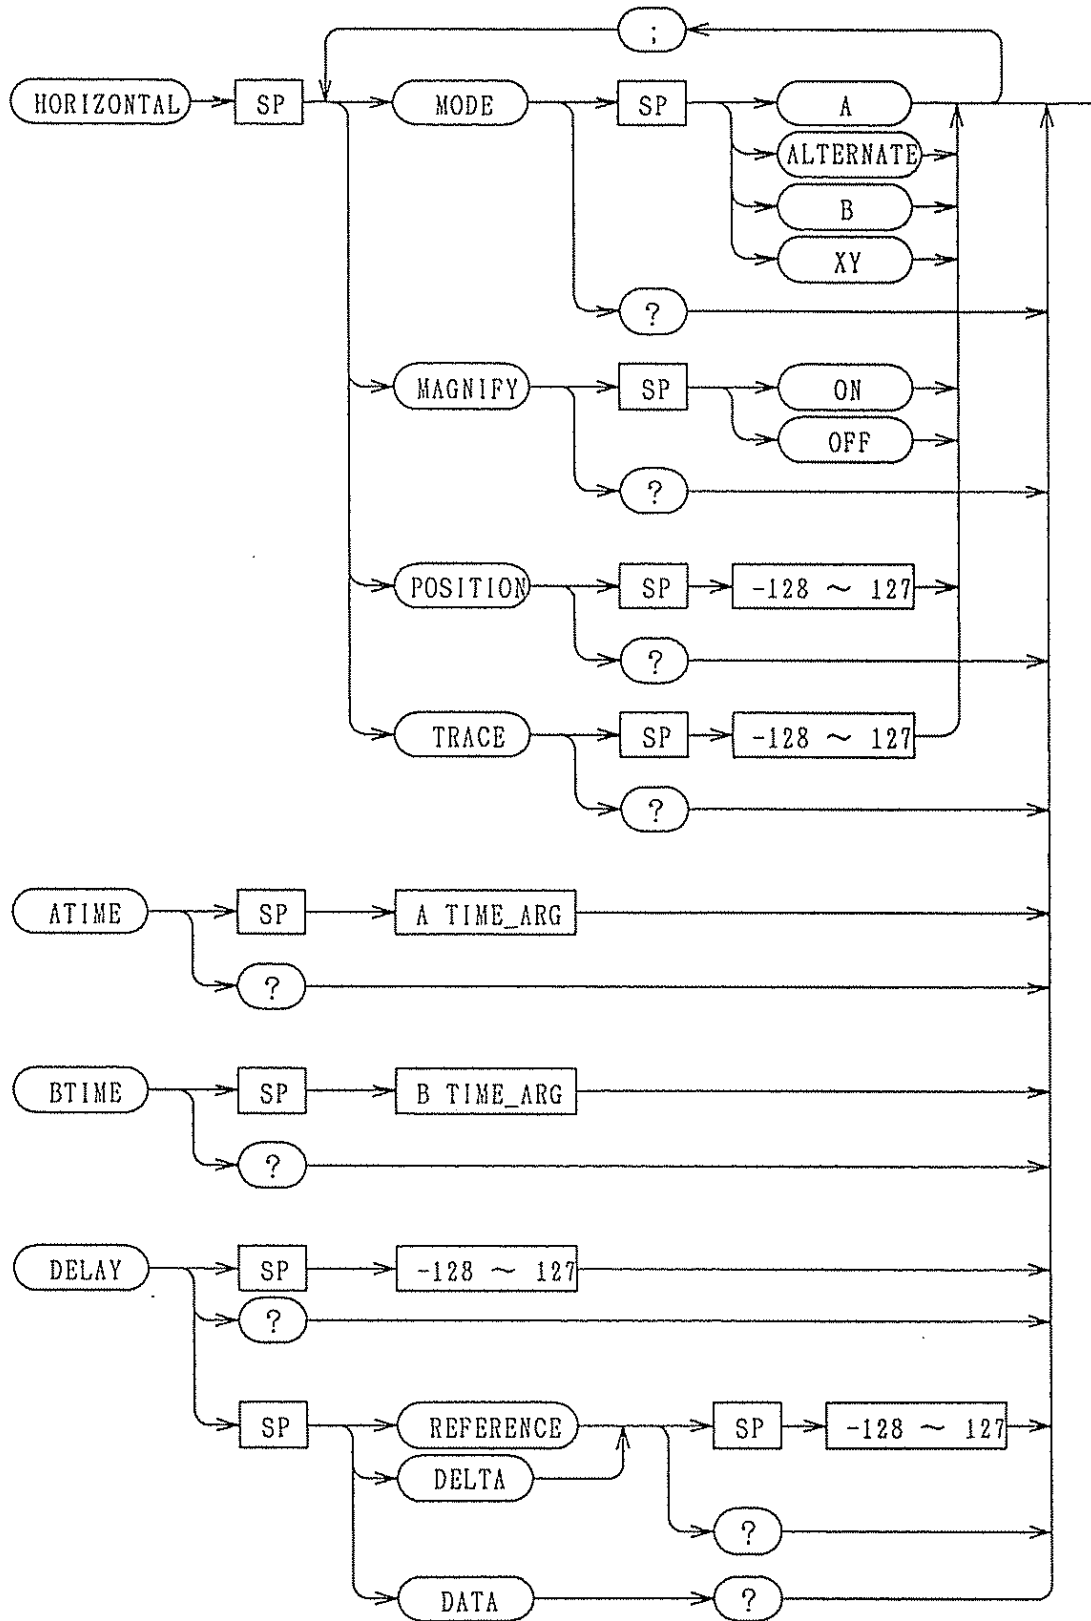 ;
HORIZONTAL SP MODE SP A
ALTERNATE
B
XY
?
MAGNIFY SP ON
OFF
?
POSITION SP -128 ～ 127
?
TRACE SP -128 ～ 127
?
ATIME SP A TIME_ARG
?
BTIME SP B TIME_ARG
?
DELAY SP -128 ～ 127
?
SP REFERENCE SP -128 ～ 127
DELTA
?
DATA ?